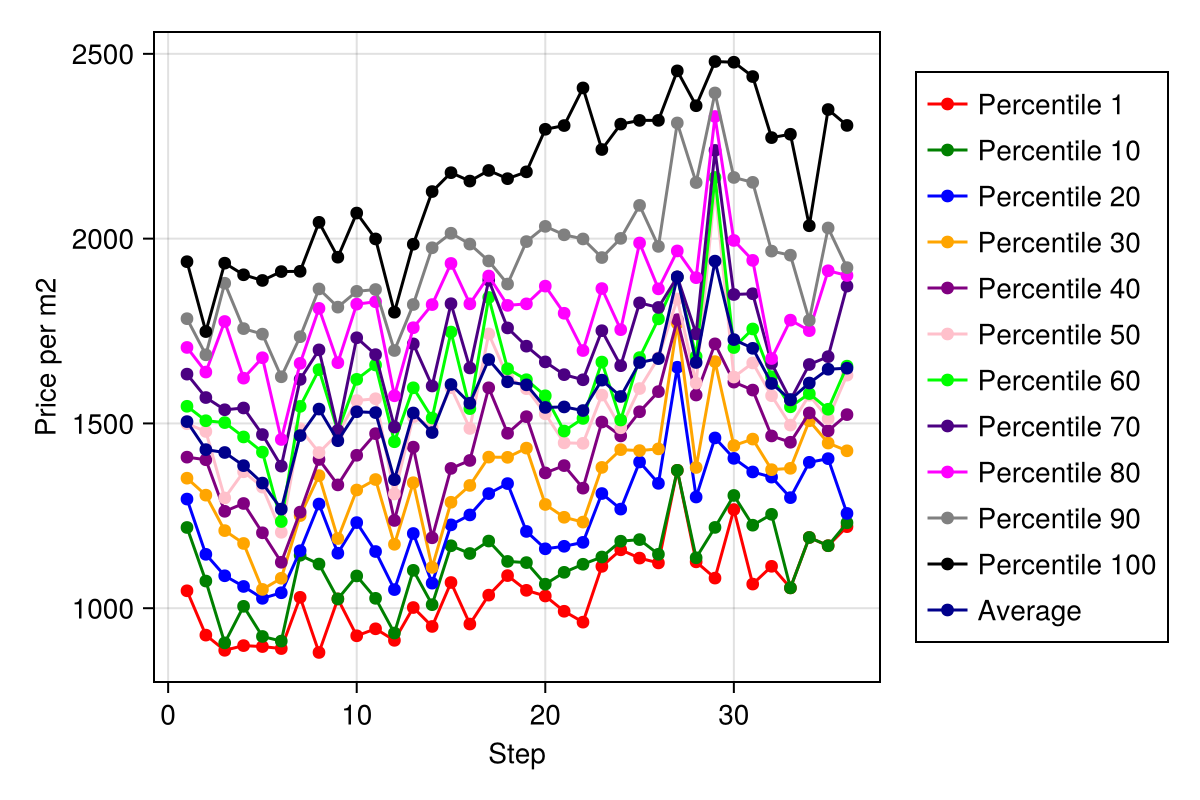 2500
2000
1500
1000
Price per m2
0
10
20
30
Step
Percentile 1
Percentile 10
Percentile 20
Percentile 30
Percentile 40
Percentile 50
Percentile 60
Percentile 70
Percentile 80
Percentile 90
Percentile 100
Average